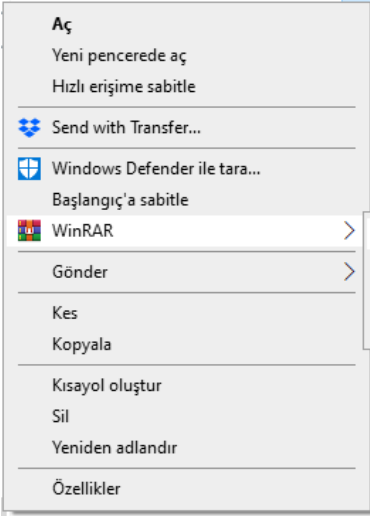 Aç
Yeni pencerede aç
Hızlı erişime sabitle
Send with Transfer...
Windows Defender ile tara...
Başlangıç'a sabitle
WinRAR
Gönder
Kes
Kopyala
Kısayol oluştur
Sil
Yeniden adlandır
Özellikler